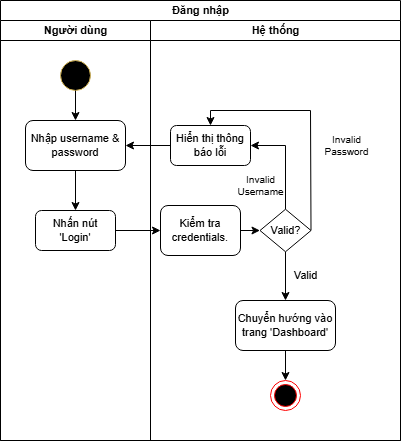 Đăng nhập
Người dùng
Hệ thống
Nhập username &
password
Hiển thị thông
báo lỗi
Invalid
Password
Invalid
Username
Nhấn nút
'Login'
Kiểm tra
credentials.
Valid?
Valid
Chuyển hướng vào
trang 'Dashboard'